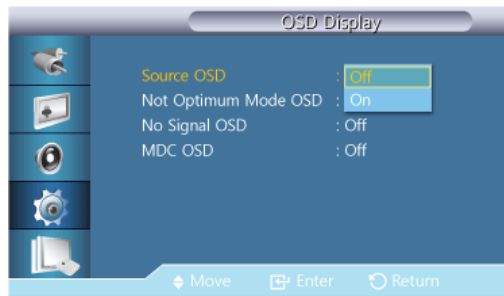 OSD Display
Source OSD : Off
Not Optimum Mode OSD : On
No Signal OSD : Off
MDC OSD : Off
Move Enter Return